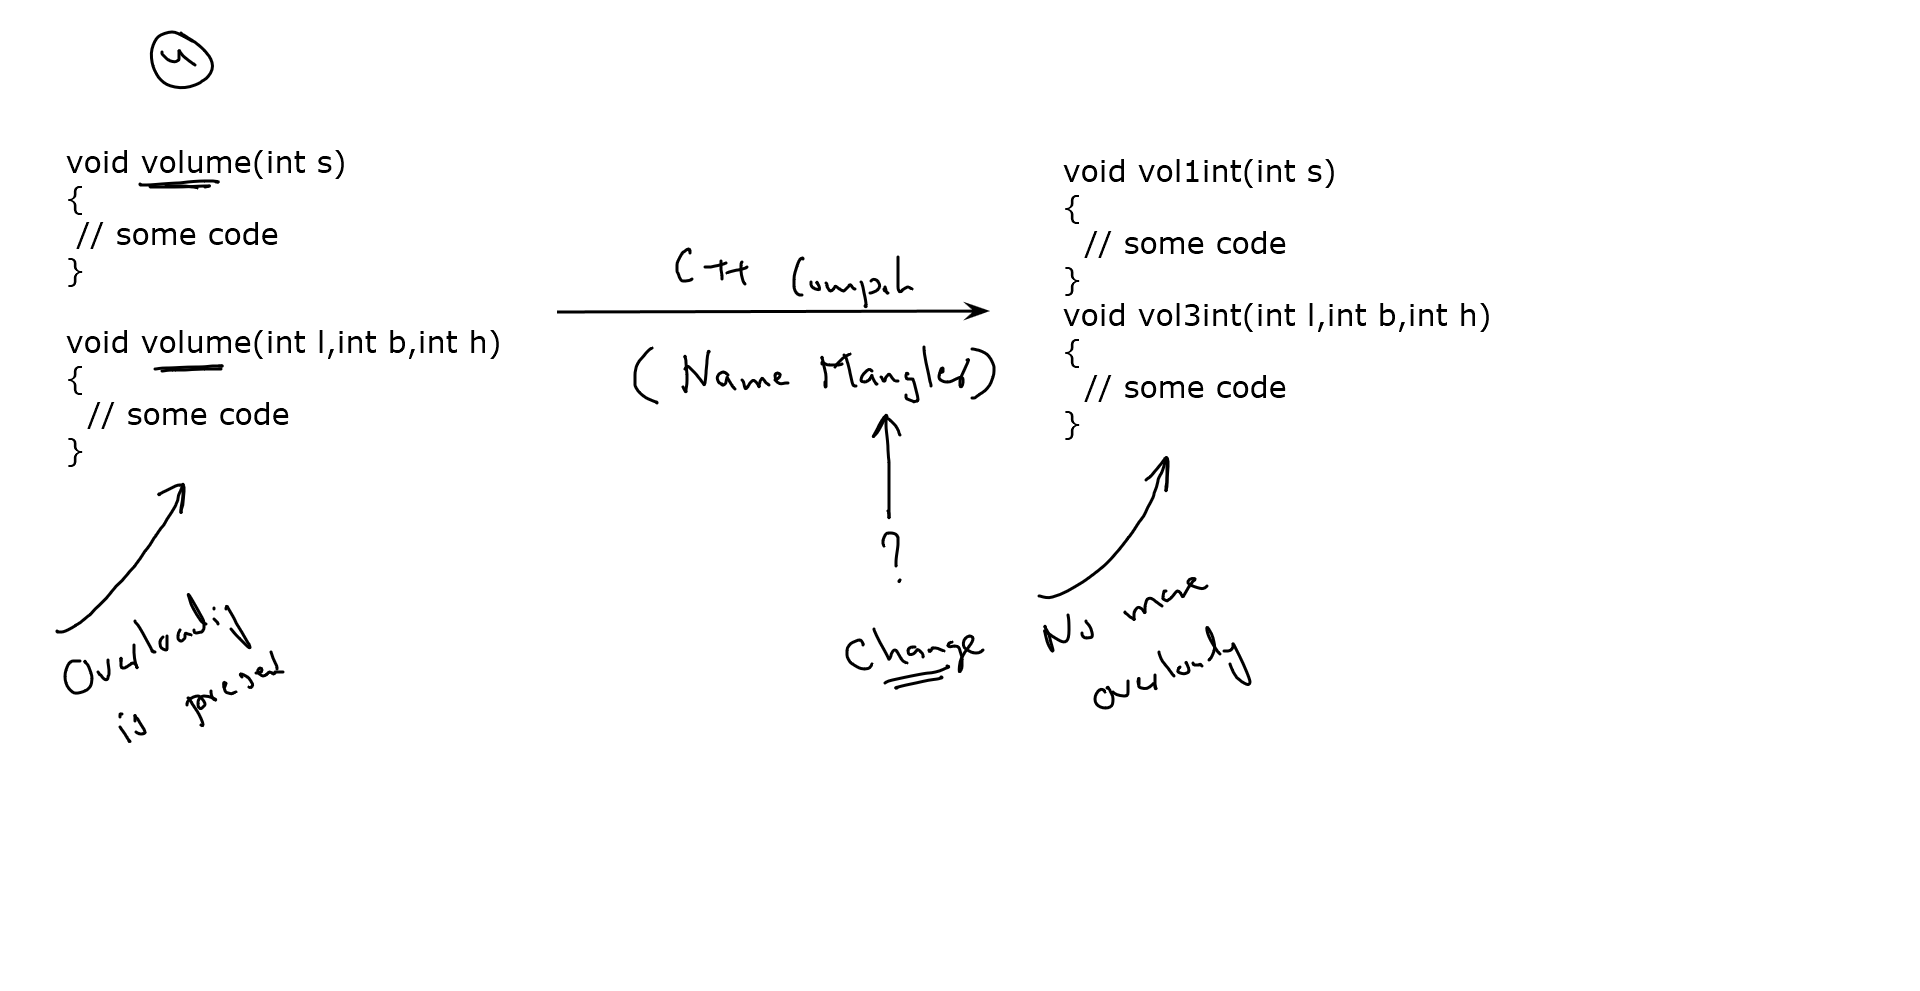 4
void volume(int s)
{
// some code
}
void volume(int l,int b,int h)
{
// some code
}
Overloading
is present
C++ Compiler
(Name Mangler)
?
Change
void vol1int(int s)
{
// some code
}
void vol3int(int l,int b,int h)
{
// some code
}
No more
overloading